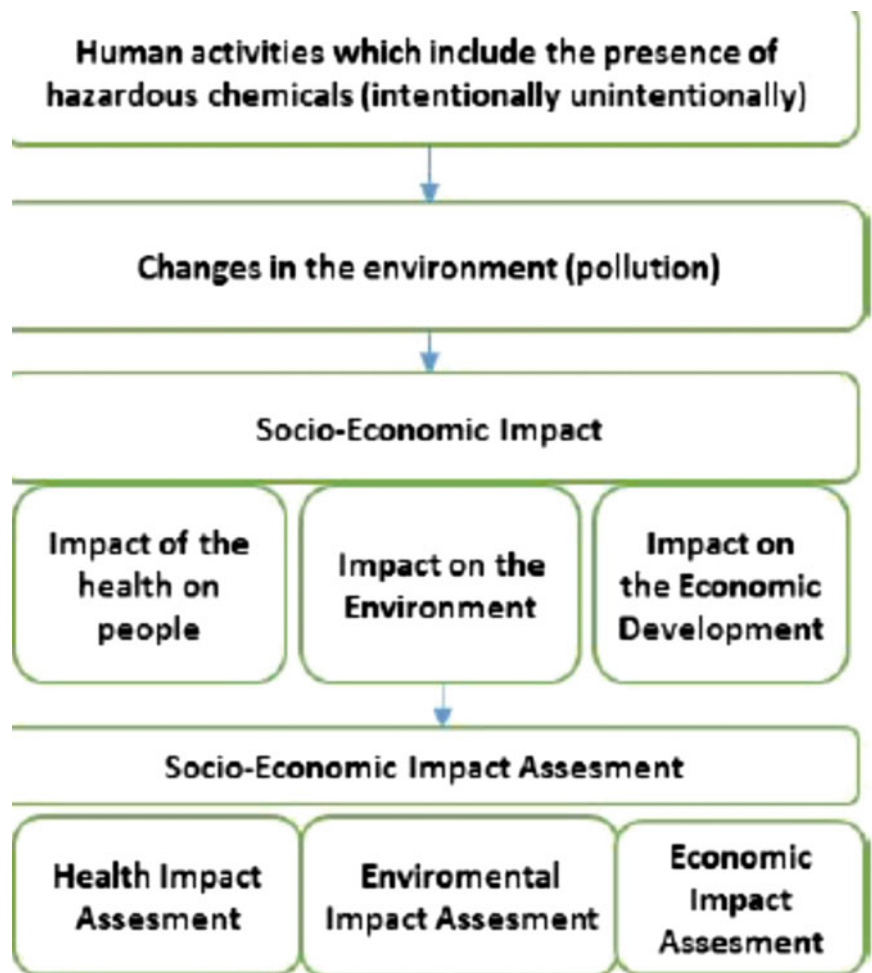 Human activities which include the presence of
hazardous chemicals (intentionally unintentionally)
Changes in the environment (pollution)
Socio-Economic Impact
Impact of the
health on
people
Impact on the
Environment
Impact on
the Economic
Development
Socio-Economic Impact Assesment
Health Impact
Assesment
Enviromental
Impact Assesment
Economic
Impact
Assesment